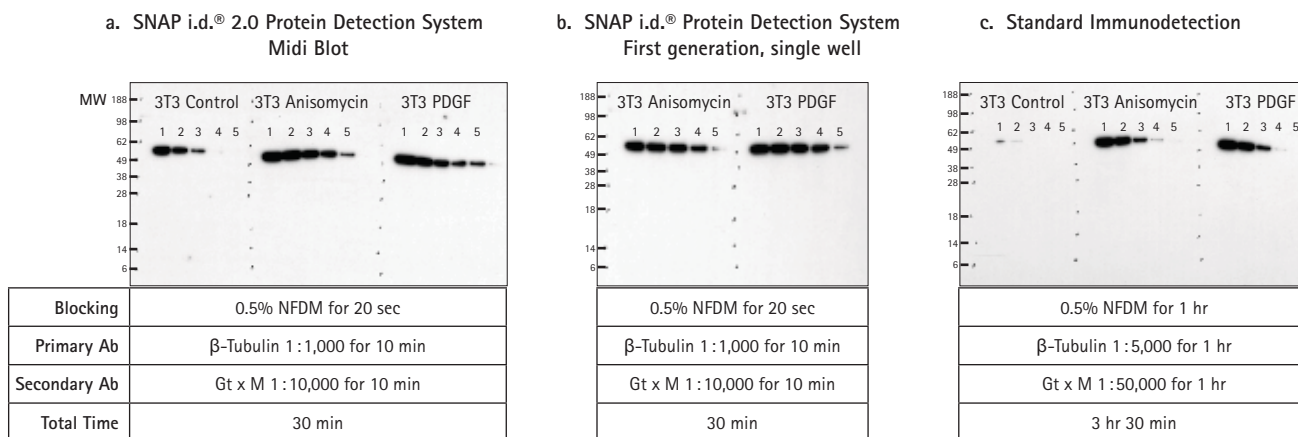 a. SNAP i.d.® 2.0 Protein Detection System
Midi Blot
b. SNAP i.d.® Protein Detection System
First generation, single well
c. Standard Immunodetection
MW
188
98
62
49
38
28
18
14
6
3T3 Control 3T3 Anisomycin 3T3 PDGF
1 2 3 4 5 1 2 3 4 5 1 2 3 4 5
188
98
62
49
38
28
18
14
6
3T3 Anisomycin 3T3 PDGF
1 2 3 4 5 1 2 3 4 5
188
98
62
49
38
28
18
14
6
3T3 Control 3T3 Anisomycin 3T3 PDGF
1 2 3 4 5 1 2 3 4 5 1 2 3 4 5
Blocking 0.5% NFDM for 20 sec 0.5% NFDM for 20 sec 0.5% NFDM for 1 hr
Primary Ab β-Tubulin 1:1,000 for 10 min β-Tubulin 1:1,000 for 10 min β-Tubulin 1:5,000 for 1 hr
Secondary Ab Gt x M 1:10,000 for 10 min Gt x M 1:10,000 for 10 min Gt x M 1:50,000 for 1 hr
Total Time 30 min 30 min 3 hr 30 min